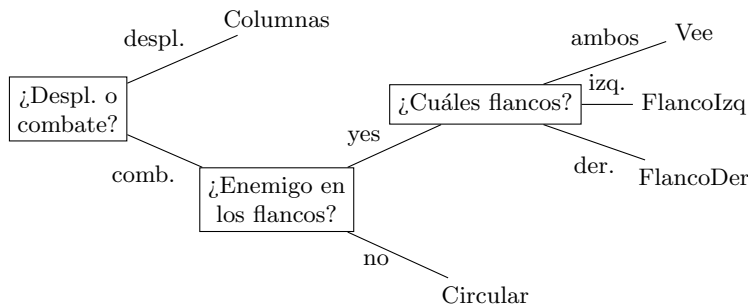 Columnas
despl.
¿Despl. o
combate?
comb.
¿Enemigo en
los flancos?
yes
no
Circular
¿Cuáles flancos?
ambos
Vee
izq.
FlancoIzq
der.
FlancoDer